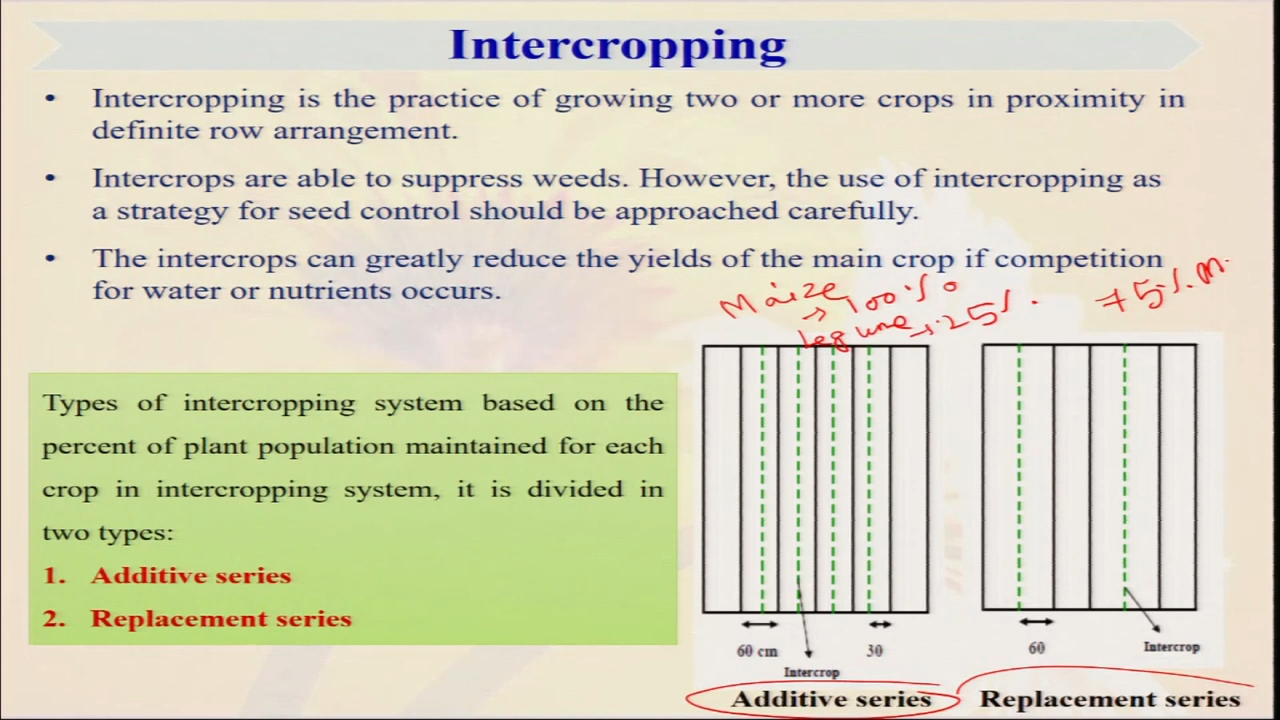 Intercropping
• Intercropping is the practice of growing two or more crops in proximity in
definite row arrangement.
• Intercrops are able to suppress weeds. However, the use of intercropping as
a strategy for seed control should be approached carefully.
• The intercrops can greatly reduce the yields of the main crop if competition
for water or nutrients occurs.
Maize → 100%
Legume → 25%.
75% M.
Types of intercropping system based on the
percent of plant population maintained for each
crop in intercropping system, it is divided in
two types:
1. Additive series
2. Replacement series
60 cm
30
Intercrop
Additive series
60
Intercrop
Replacement series